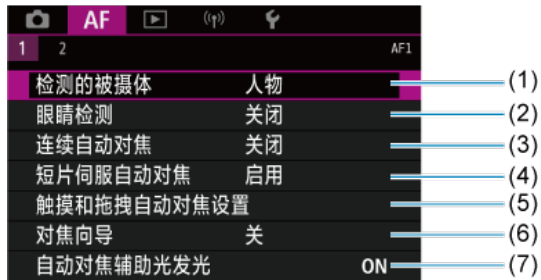 AF
1 2 AF1
检测的被摄体 人物 (1)
眼睛检测 关闭 (2)
连续自动对焦 关闭 (3)
短片伺服自动对焦 启用 (4)
触摸和拖拽自动对焦设置 (5)
对焦向导 关 (6)
自动对焦辅助光发光 ON (7)